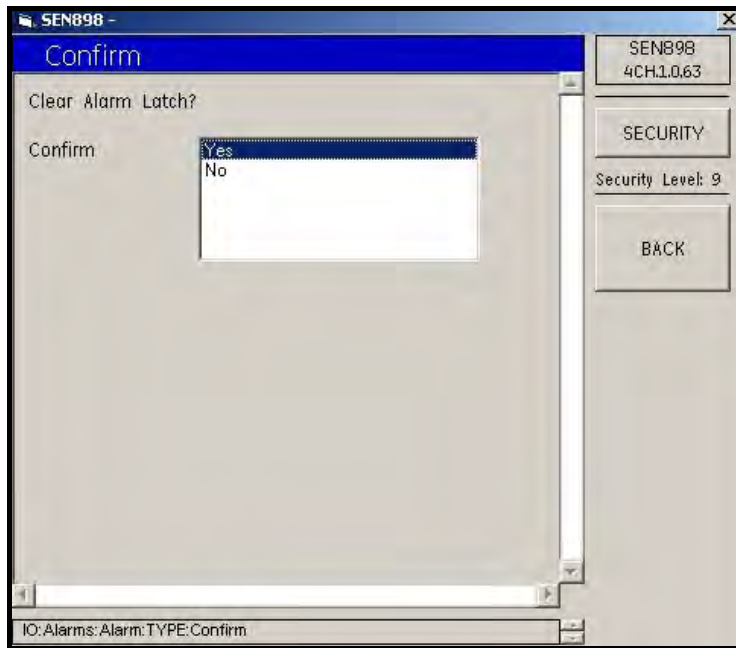 SEN898 -
Confirm
Clear Alarm Latch?
Confirm
Yes
No
SEN898
4CH.1.0.63
SECURITY
Security Level: 9
BACK
IO:Alarms:Alarm:TYPE:Confirm